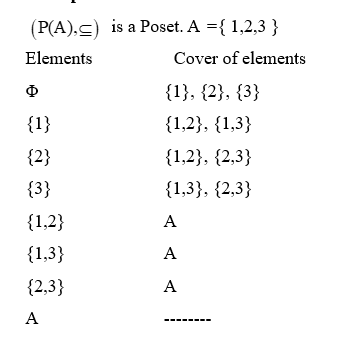 (P(A),⊆) is a Poset. A ={ 1,2,3 }
Elements Cover of elements
Φ {1}, {2}, {3}
{1} {1,2}, {1,3}
{2} {1,2}, {2,3}
{3} {1,3}, {2,3}
{1,2} A
{1,3} A
{2,3} A
A --------